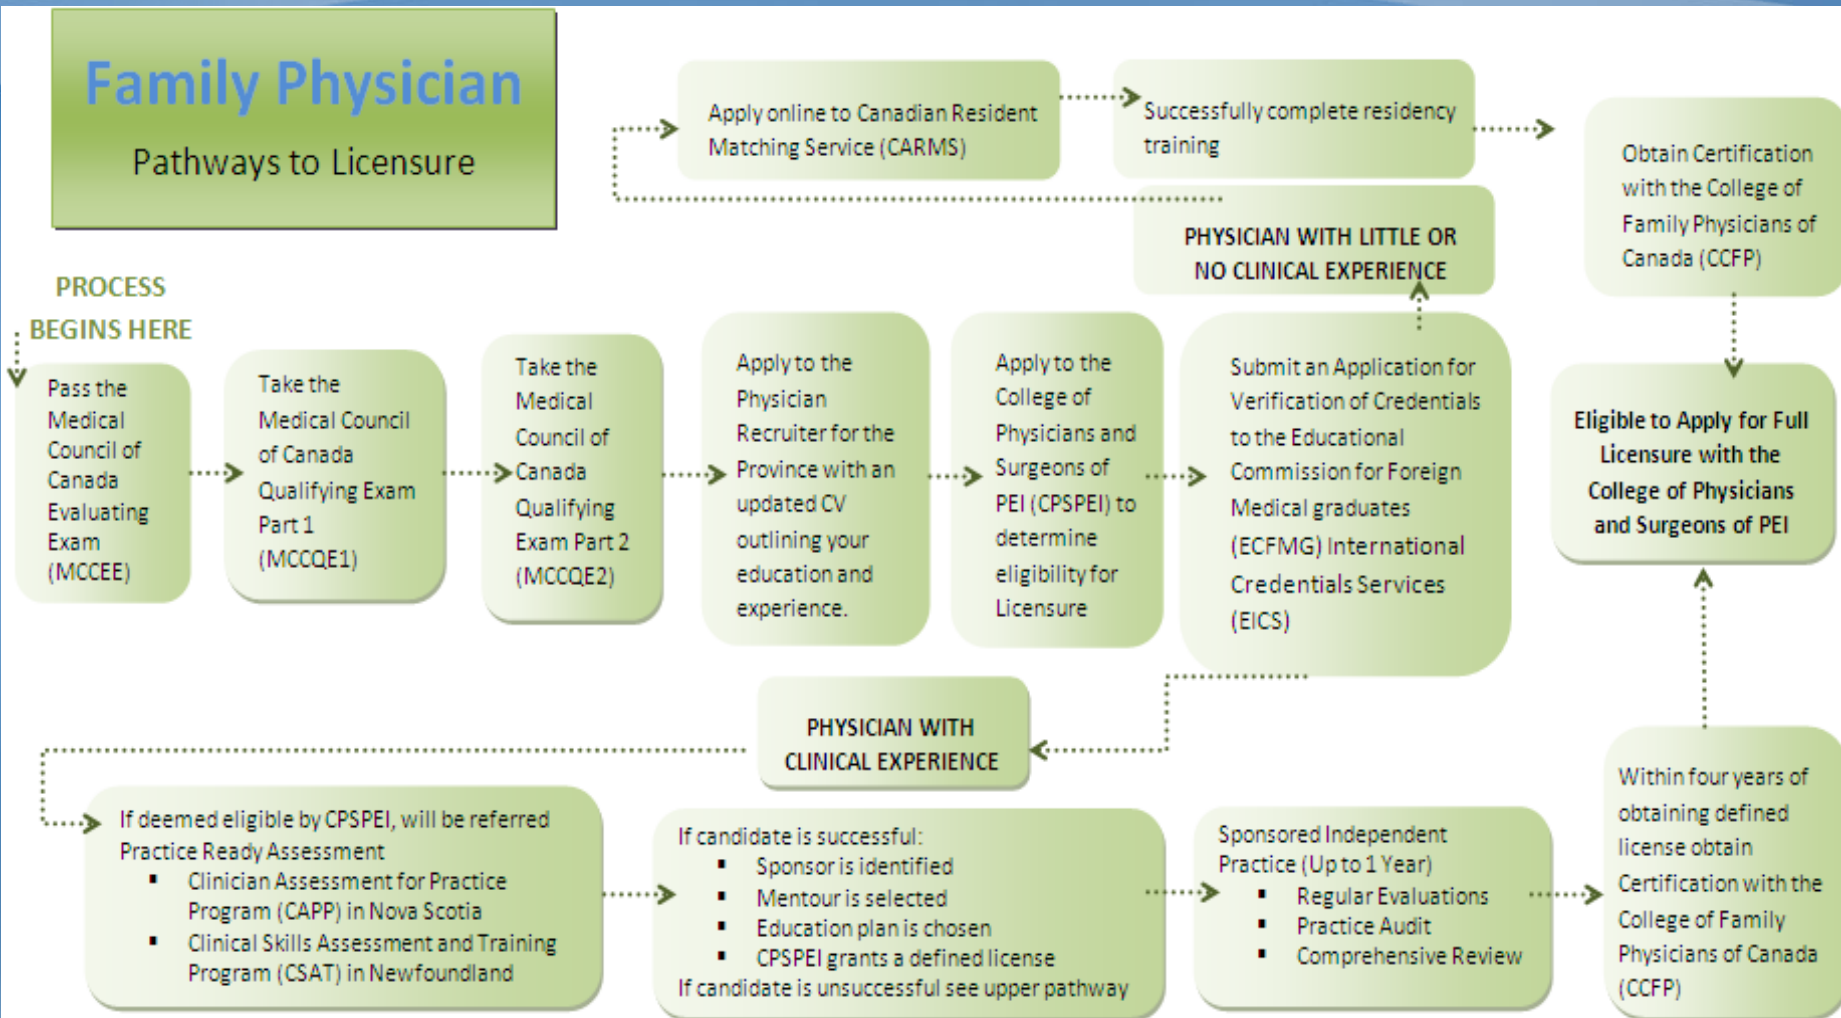 Family Physician
Pathways to Licensure
Apply online to Canadian Resident
Matching Service (CARMS)
Successfully complete residency
training
Obtain Certification
with the College of
Family Physicians of
Canada (CCFP)
PHYSICIAN WITH LITTLE OR
NO CLINICAL EXPERIENCE
PROCESS
BEGINS HERE
Pass the
Medical
Council of
Canada
Evaluating
Exam
(MCCEE)
Take the
Medical Council
of Canada
Qualifying Exam
Part 1
(MCCQE1)
Take the
Medical
Council of
Canada
Qualifying
Exam Part 2
(MCCQE2)
Apply to the
Physician
Recruiter for the
Province with an
updated CV
outlining your
education and
experience.
Apply to the
College of
Physicians and
Surgeons of
PEI (CPSPEI) to
determine
eligibility for
Licensure
Submit an Application for
Verification of Credentials
to the Educational
Commission for Foreign
Medical graduates
(ECFMG) International
Credentials Services
(EICS)
Eligible to Apply for Full
Licensure with the
College of Physicians
and Surgeons of PEI
PHYSICIAN WITH
CLINICAL EXPERIENCE
If deemed eligible by CPSPEI, will be referred
Practice Ready Assessment
▪ Clinician Assessment for Practice
Program (CAPP) in Nova Scotia
▪ Clinical Skills Assessment and Training
Program (CSAT) in Newfoundland
If candidate is successful:
▪ Sponsor is identified
▪ Mentour is selected
▪ Education plan is chosen
▪ CPSPEI grants a defined license
If candidate is unsuccessful see upper pathway
Sponsored Independent
Practice (Up to 1 Year)
▪ Regular Evaluations
▪ Practice Audit
▪ Comprehensive Review
Within four years of
obtaining defined
license obtain
Certification with the
College of Family
Physicians of Canada
(CCFP)